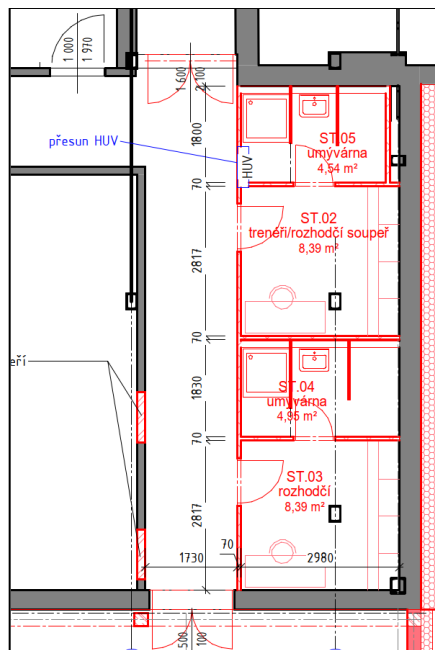 1 000
1 970
1 600
2 100
přesun HUV
HUV
1800
ST.05
umývárna
4,54 m²
70
ST.02
trenéři/rozhodčí soupeř
8,39 m²
2817
70
eří
1830
ST.04
umývárna
4,95 m²
70
ST.03
rozhodčí
8,39 m²
2817
70
1730
2980
500
100